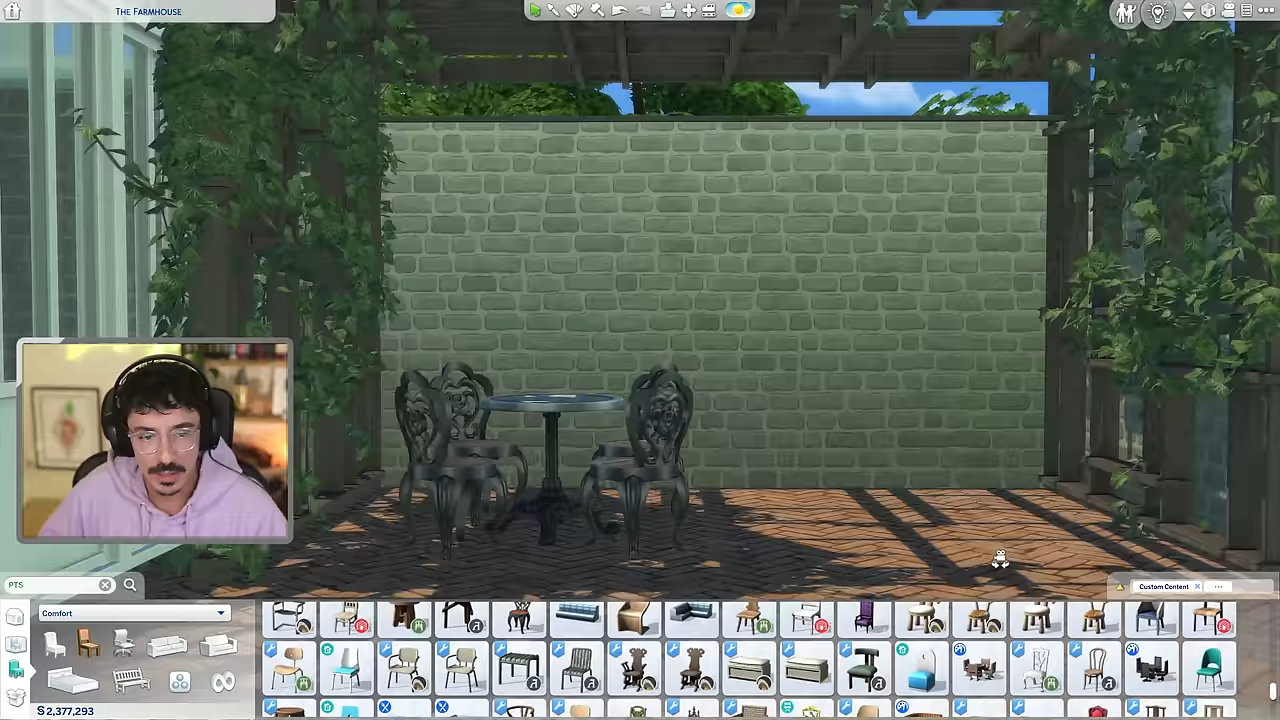 THE FARMHOUSE
PTS
Custom Content
Comfort
$2,377,293